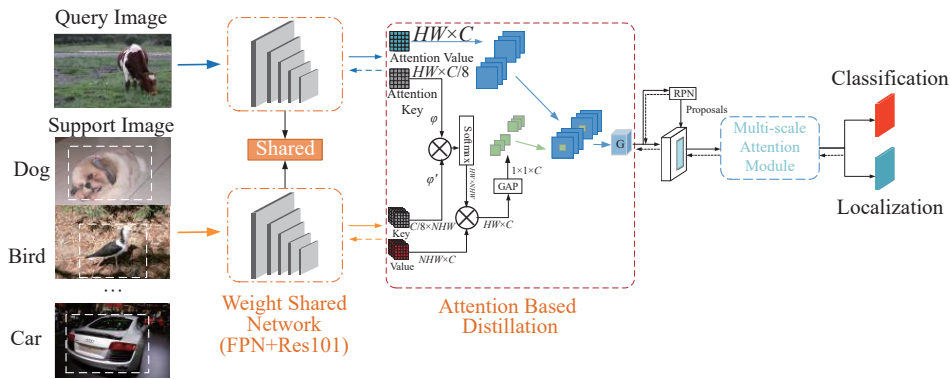 Query Image
Support Image
Dog
Bird
...
Car
Shared
Weight Shared
Network
(FPN+Res101)
HW×C
Attention Value
HW×C/8
Attention
Key
φ
φ'
Softmax
HW×NHW
C/8×NHW
Key
Value
NHW×C
HW×C
GAP
1×1×C
G
Attention Based
Distillation
RPN
Proposals
Multi-scale
Attention
Module
Classification
Localization